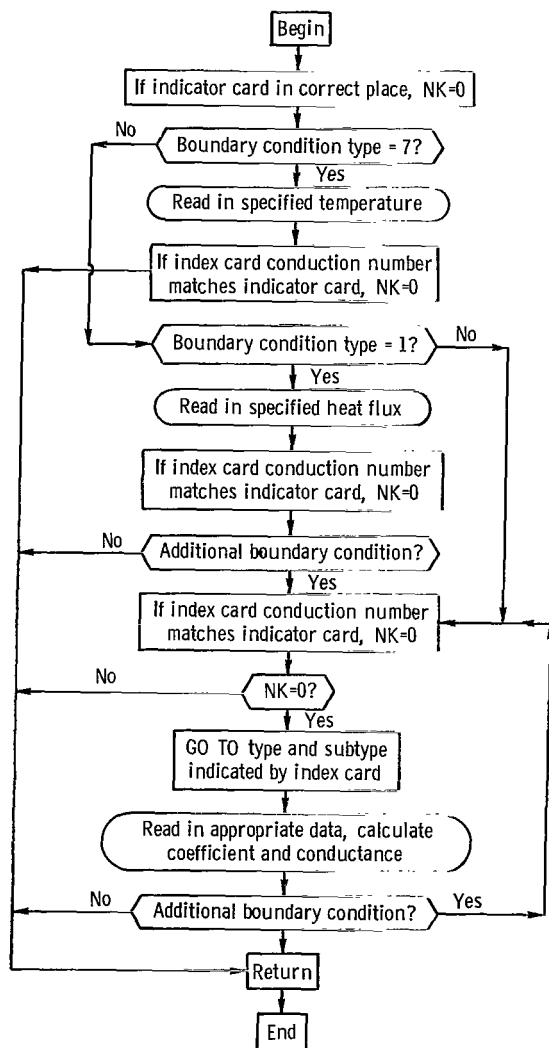 Begin
If indicator card in correct place, NK=0
No
Boundary condition type = 7?
Yes
Read in specified temperature
If index card conduction number
matches indicator card, NK=0
Boundary condition type = 1?
No
Yes
Read in specified heat flux
If index card conduction number
matches indicator card, NK=0
No
Additional boundary condition?
Yes
If index card conduction number
matches indicator card, NK=0
No
NK=0?
Yes
GO TO type and subtype
indicated by index card
Read in appropriate data, calculate
coefficient and conductance
No
Additional boundary condition?
Yes
Return
End